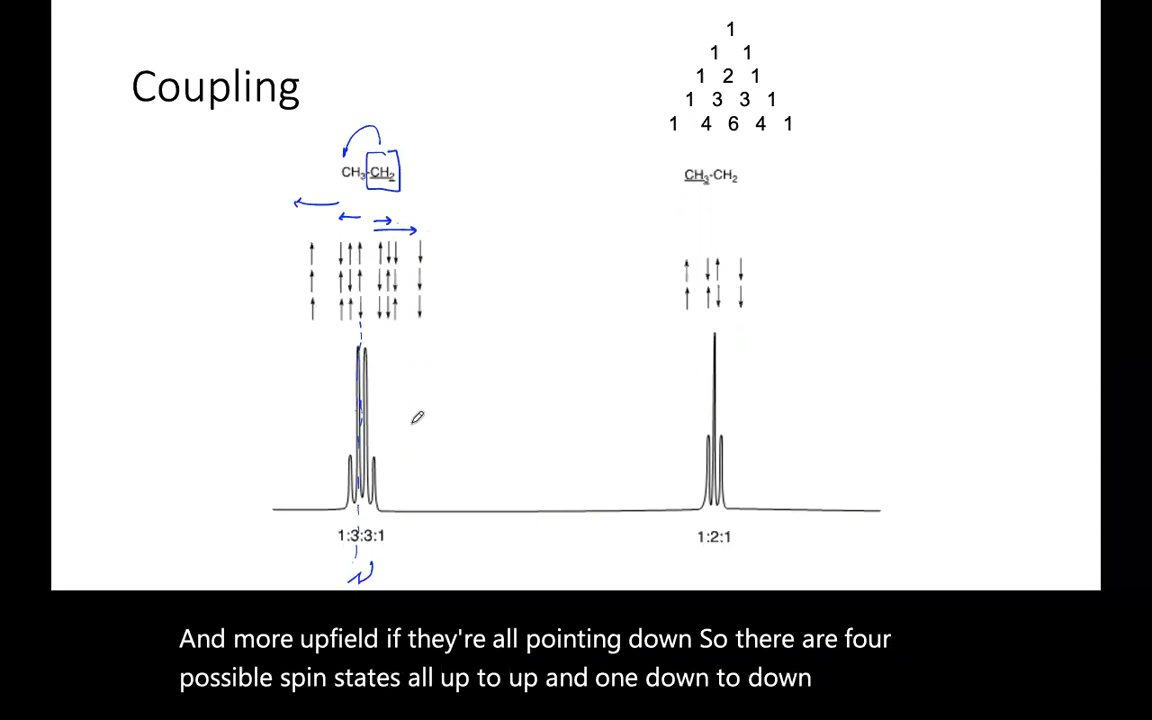 Coupling
1
1 1
1 2 1
1 3 3 1
1 4 6 4 1
CH3-CH2
CH3-CH2
1:3:3:1
1:2:1
And more upfield if they're all pointing down So there are four
possible spin states all up to up and one down to down